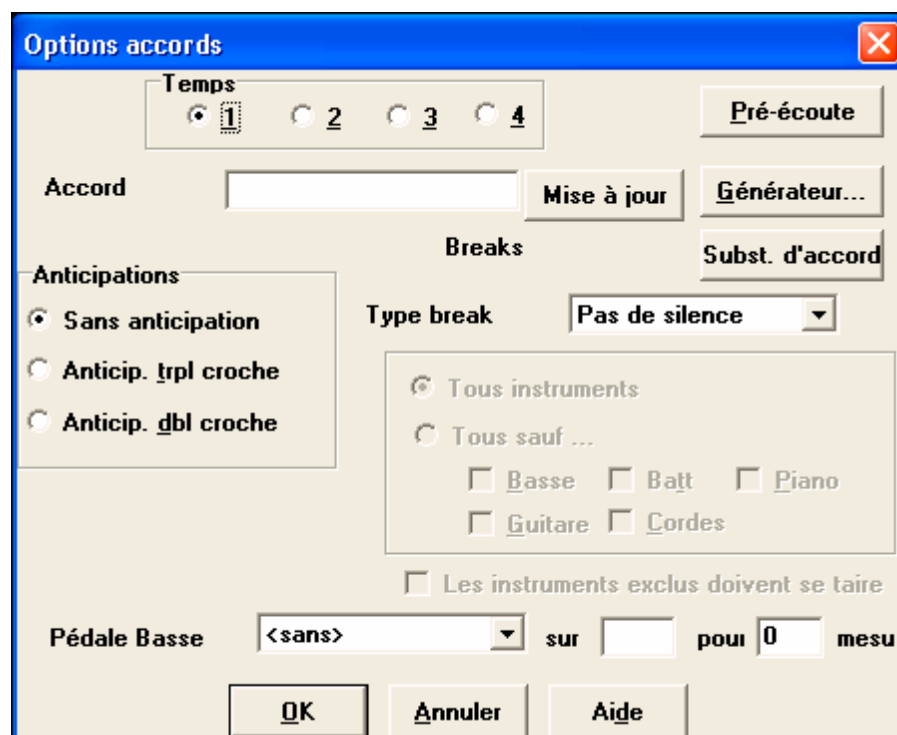 Options accords
Temps
1 2 3 4
Pré-écoute
Accord
Mise à jour
Générateur...
Breaks
Subst. d'accord
Anticipations
Sans anticipation
Anticip. trpl croche
Anticip. dbl croche
Type break
Pas de silence
Tous instruments
Tous sauf ...
Basse Batt Piano
Guitare Cordes
Les instruments exclus doivent se taire
Pédale Basse <sans> sur pour 0 mesu
OK Annuler Aide